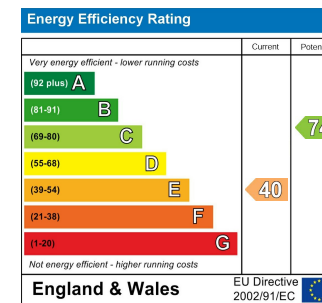 Energy Efficiency Rating
Current
Very energy efficient - lower running costs
(92 plus) A
(81-91) B
(69-80) C
(55-68) D
(39-54) E
40
(21-38) F
(1-20) G
Not energy efficient - higher running costs
England & Wales
EU Directive
2002/91/EC